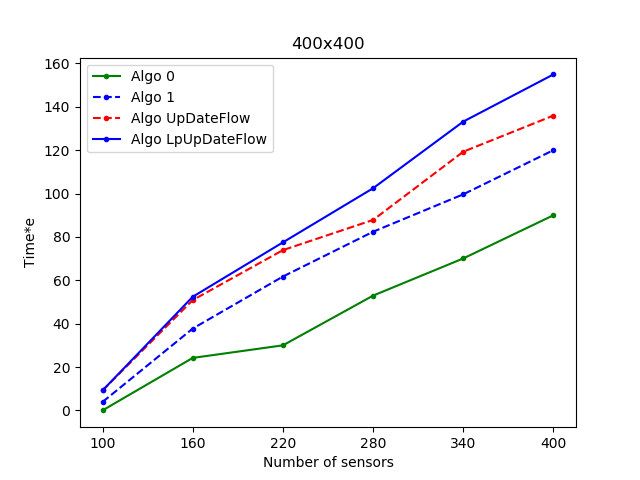 400x400
Algo 0
Algo 1
Algo UpDateFlow
Algo LpUpDateFlow
Time*e
160
140
120
100
80
60
40
20
0
100 160 220 280 340 400
Number of sensors